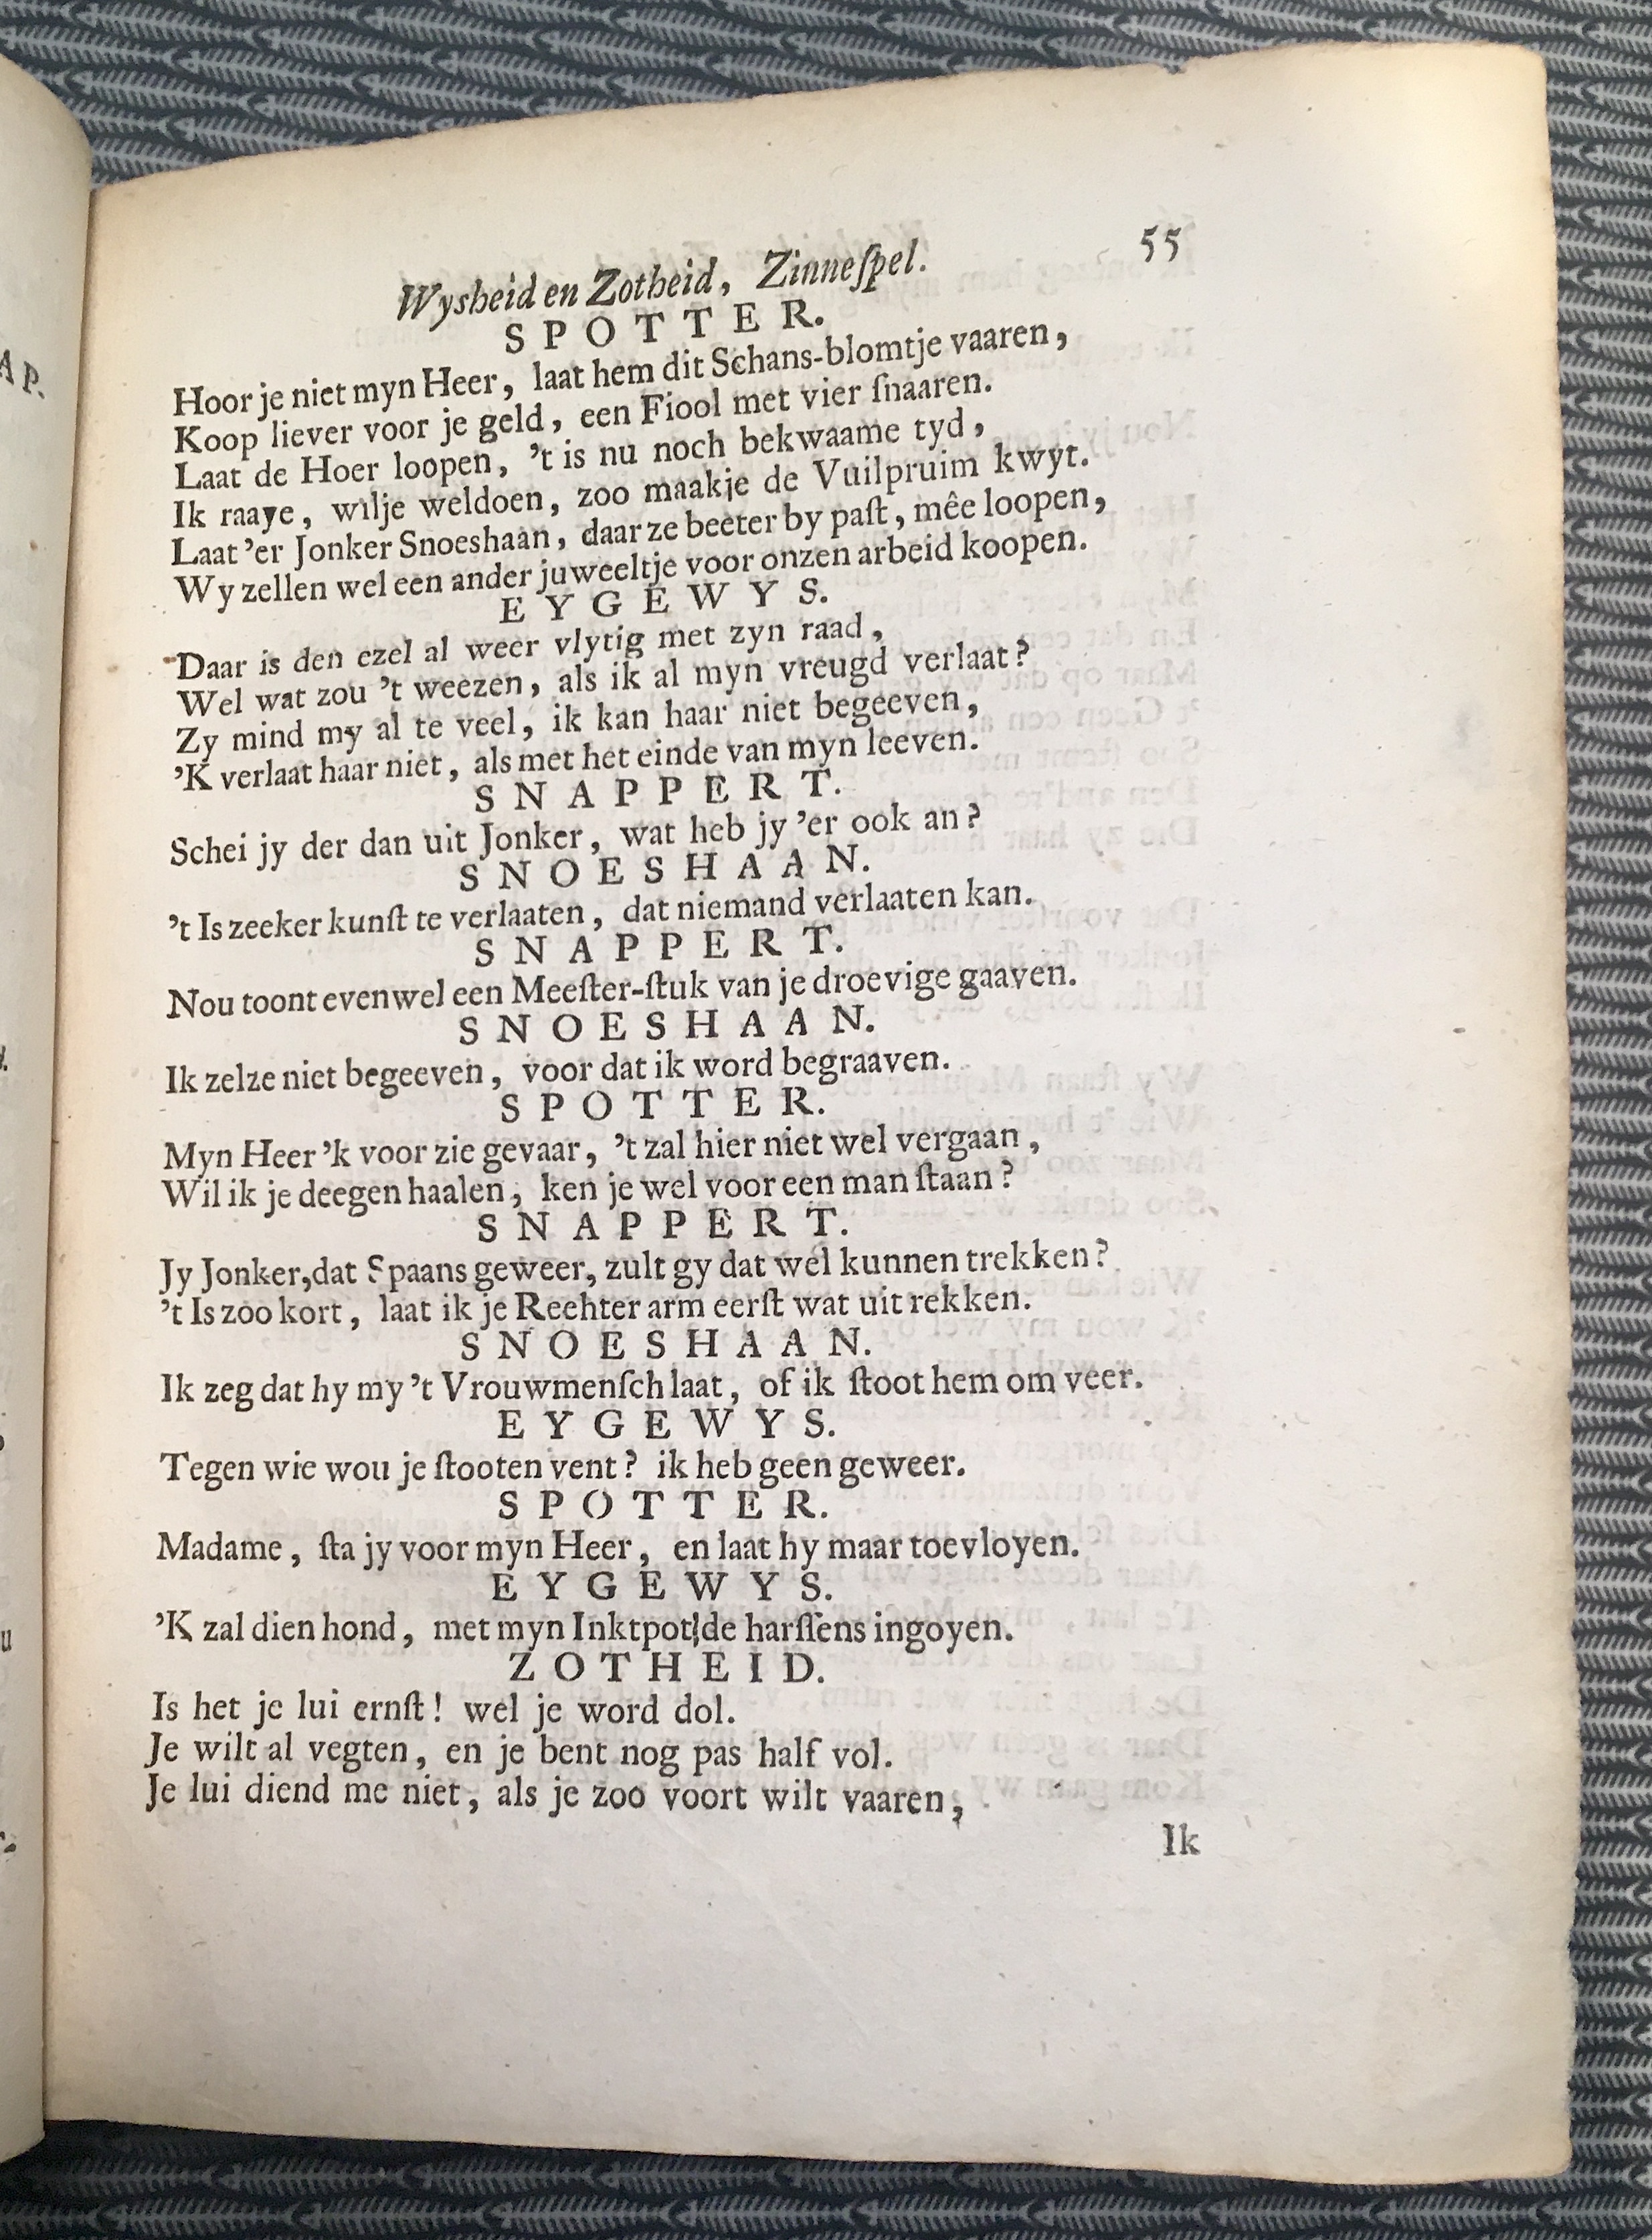 Wysheid en Zotheid, Zinneſpel. 55
SPOTTER.
Hoor je niet myn Heer, laat hem dit Schans-blomtje vaaren,
Koop liever voor je geld, een Fiool met vier ſnaaren.
Laat de Hoer loopen, 't is nu noch bekwaame tyd,
Ik raaye, wilje weldoen, zoo maakje de Vuilpruim kwyt.
Laat 'er Jonker Snoeshaan, daar ze beeter by paſt, mêe loopen,
Wy zellen wel een ander juweeltje voor onzen arbeid koopen.
EYGEWYS.
Daar is den ezel al weer vlytig met zyn raad,
Wel wat zou 't weezen, als ik al myn vreugd verlaat?
Zy mind my al te veel, ik kan haar niet begeeven,
'K verlaat haar niet, als met het einde van myn leeven.
SNAPPERT.
Schei jy der dan uit Jonker, wat heb jy 'er ook an?
SNOESHAAN.
't Is zeeker kunſt te verlaaten, dat niemand verlaaten kan.
SNAPPERT.
Nou toont evenwel een Meeſter-ſtuk van je droevige gaaven.
SNOESHAAN.
Ik zelze niet begeeven, voor dat ik word begraaven.
SPOTTER.
Myn Heer 'k voor zie gevaar, 't zal hier niet wel vergaan,
Wil ik je deegen haalen, ken je wel voor een man ſtaan?
SNAPPERT.
Jy Jonker, dat Spaans geweer, zult gy dat wel kunnen trekken?
't Is zoo kort, laat ik je Rechter arm eerſt wat uit rekken.
SNOESHAAN.
Ik zeg dat hy my 't Vrouwmenſch laat, of ik ſtoot hem om veer.
EYGEWYS.
Tegen wie wou je ſtooten vent? ik heb geen geweer.
SPOTTER.
Madame, ſta jy voor myn Heer, en laat hy maar toevloyen.
EYGEWYS.
'K zal dien hond, met myn Inktpot de harſſens ingoyen.
ZOTHEID.
Is het je lui ernſt! wel je word dol.
Je wilt al vegten, en je bent nog pas half vol.
Je lui diend me niet, als je zoo voort wilt vaaren,
Ik